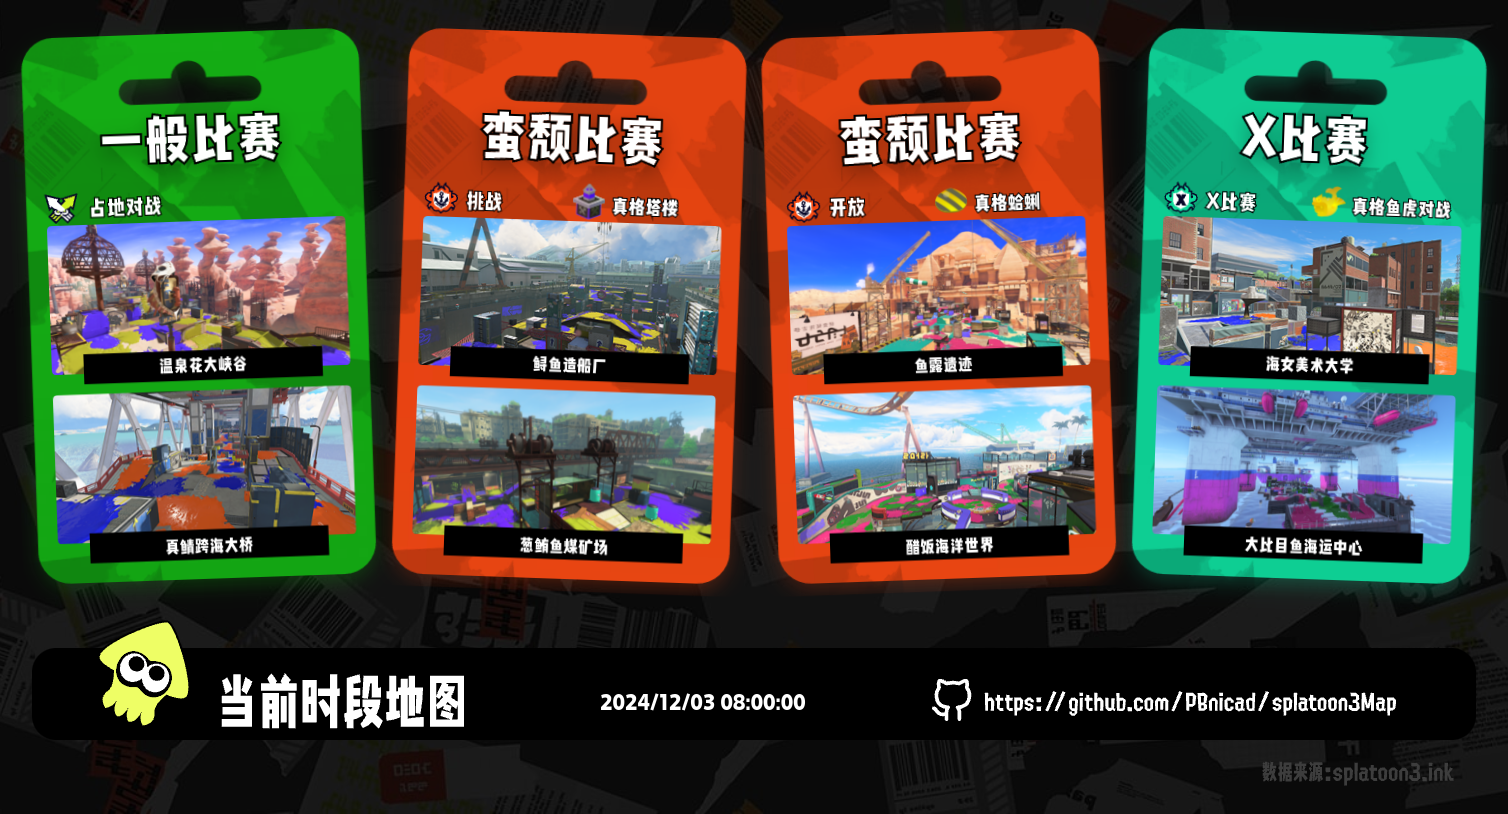 一般比赛
占地对战
温泉花大峡谷
真鲭跨海大桥
蛮颓比赛
挑战
真格塔楼
鲟鱼造船厂
葱鲔鱼煤矿场
蛮颓比赛
开放
真格蛤蜊
鱼露遗迹
醋饭海洋世界
X比赛
X比赛
真格鱼虎对战
海女美术大学
大比目鱼海运中心
当前时段地图
2024/12/03 08:00:00
https://github.com/PBnicad/splatoon3Map
数据来源:splatoon3.ink